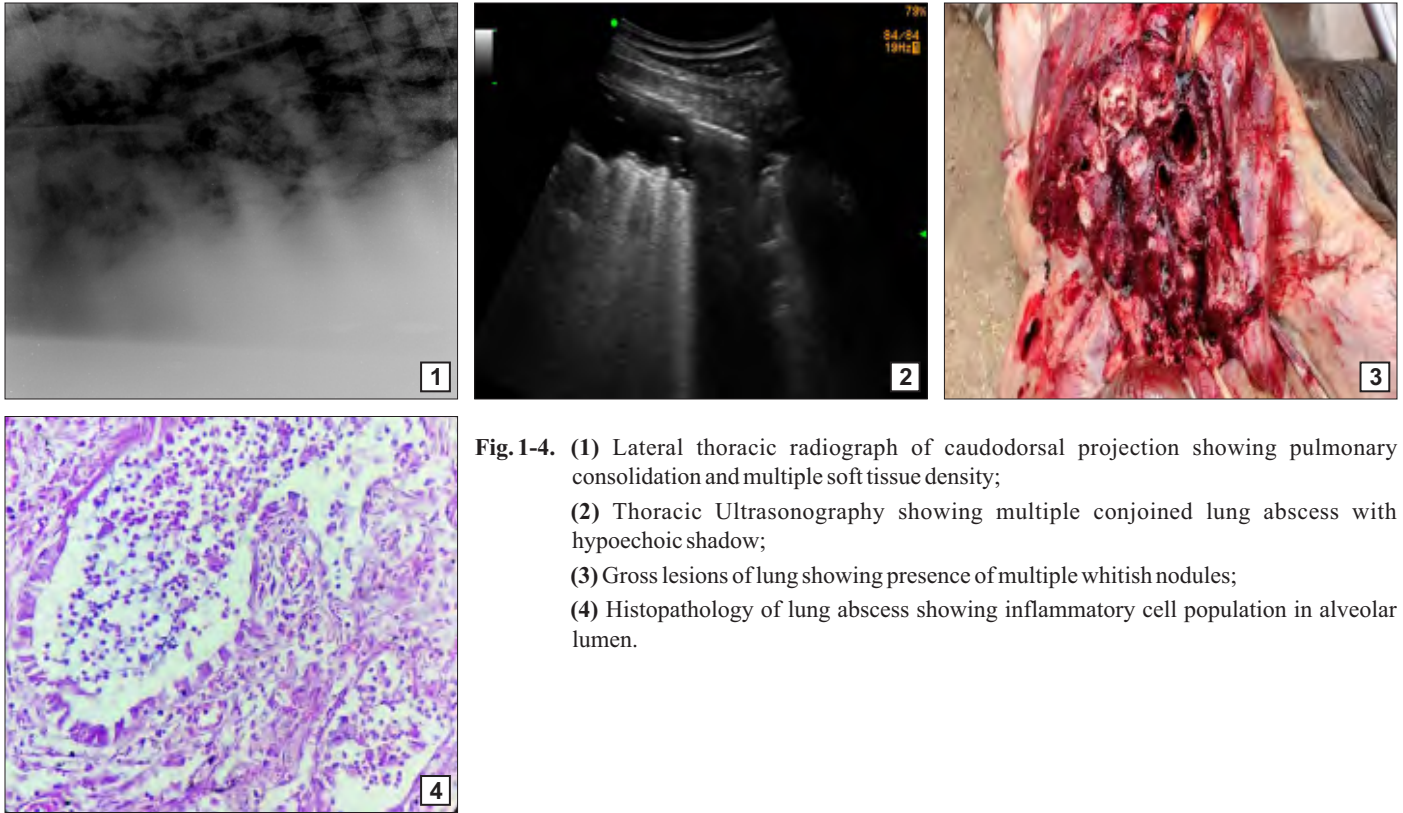 79%
84/84
19Hz
1
2
3
4
Fig. 1-4. (1) Lateral thoracic radiograph of caudodorsal projection showing pulmonary
consolidation and multiple soft tissue density;
(2) Thoracic Ultrasonography showing multiple conjoined lung abscess with
hypoechoic shadow;
(3) Gross lesions of lung showing presence of multiple whitish nodules;
(4) Histopathology of lung abscess showing inflammatory cell population in alveolar
lumen.